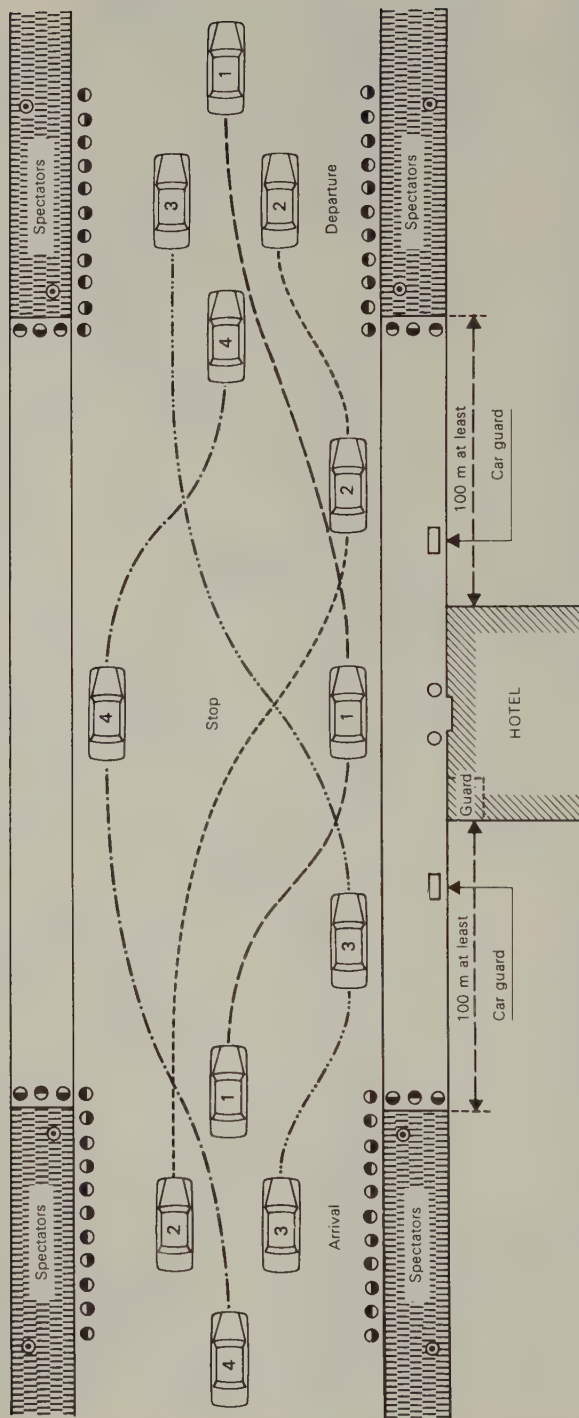 Spectators
Spectators
1
3
2
4
Departure
2
4
Stop
1
3
1
2
3
4
Arrival
Spectators
Spectators
100 m at least
Car guard
HOTEL
Guard
100 m at least
Car guard